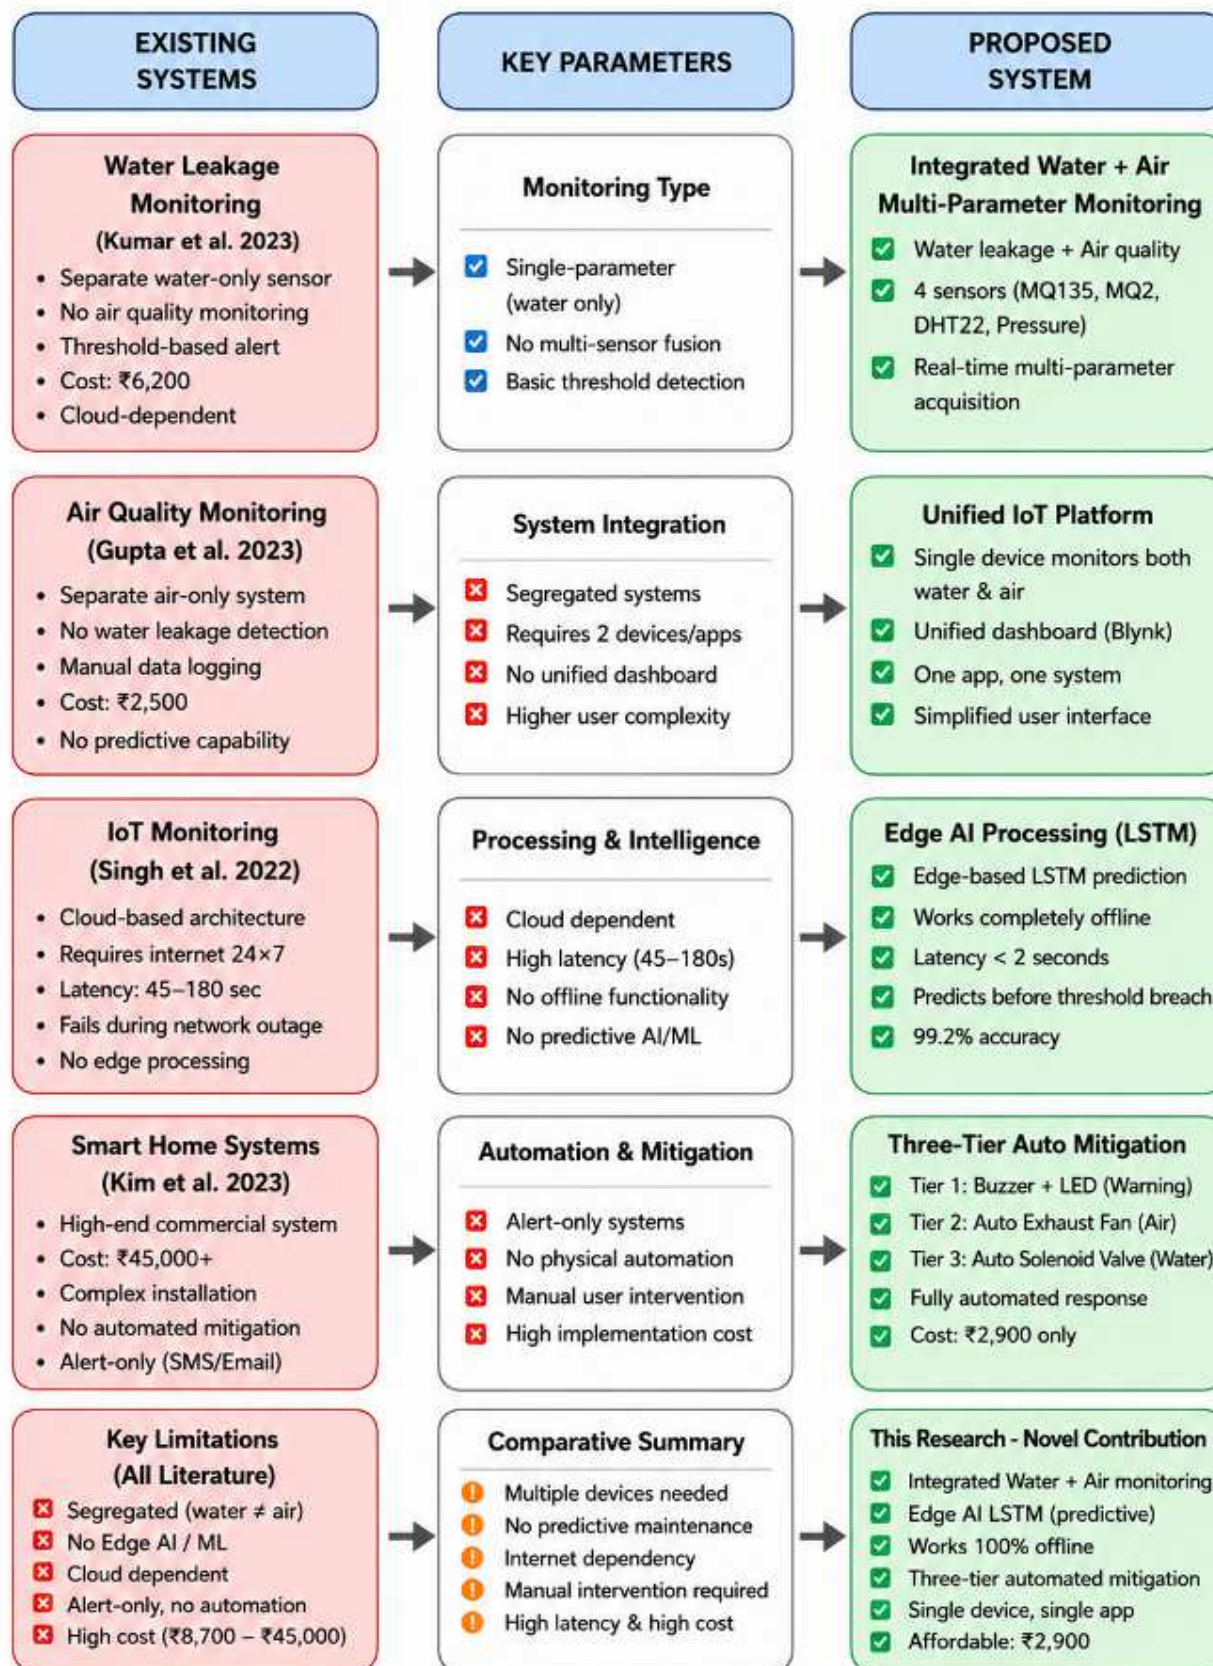 EXISTING
SYSTEMS
KEY PARAMETERS
PROPOSED
SYSTEM
Water Leakage
Monitoring
(Kumar et al. 2023)
• Separate water-only sensor
• No air quality monitoring
• Threshold-based alert
• Cost: ₹6,200
• Cloud-dependent
Monitoring Type
Single-parameter
(water only)
No multi-sensor fusion
Basic threshold detection
Integrated Water + Air
Multi-Parameter Monitoring
Water leakage + Air quality
4 sensors (MQ135, MQ2,
DHT22, Pressure)
Real-time multi-parameter
acquisition
Air Quality Monitoring
(Gupta et al. 2023)
• Separate air-only system
• No water leakage detection
• Manual data logging
• Cost: ₹2,500
• No predictive capability
System Integration
Segregated systems
Requires 2 devices/apps
No unified dashboard
Higher user complexity
Unified IoT Platform
Single device monitors both
water & air
Unified dashboard (Blynk)
One app, one system
Simplified user interface
IoT Monitoring
(Singh et al. 2022)
• Cloud-based architecture
• Requires internet 24×7
• Latency: 45–180 sec
• Fails during network outage
• No edge processing
Processing & Intelligence
Cloud dependent
High latency (45–180s)
No offline functionality
No predictive AI/ML
Edge AI Processing (LSTM)
Edge-based LSTM prediction
Works completely offline
Latency < 2 seconds
Predicts before threshold breach
99.2% accuracy
Smart Home Systems
(Kim et al. 2023)
• High-end commercial system
• Cost: ₹45,000+
• Complex installation
• No automated mitigation
• Alert-only (SMS/Email)
Automation & Mitigation
Alert-only systems
No physical automation
Manual user intervention
High implementation cost
Three-Tier Auto Mitigation
Tier 1: Buzzer + LED (Warning)
Tier 2: Auto Exhaust Fan (Air)
Tier 3: Auto Solenoid Valve (Water)
Fully automated response
Cost: ₹2,900 only
Key Limitations
(All Literature)
Segregated (water ≠ air)
No Edge AI / ML
Cloud dependent
Alert-only, no automation
High cost (₹8,700 – ₹45,000)
Comparative Summary
Multiple devices needed
No predictive maintenance
Internet dependency
Manual intervention required
High latency & high cost
This Research - Novel Contribution
Integrated Water + Air monitoring
Edge AI LSTM (predictive)
Works 100% offline
Three-tier automated mitigation
Single device, single app
Affordable: ₹2,900